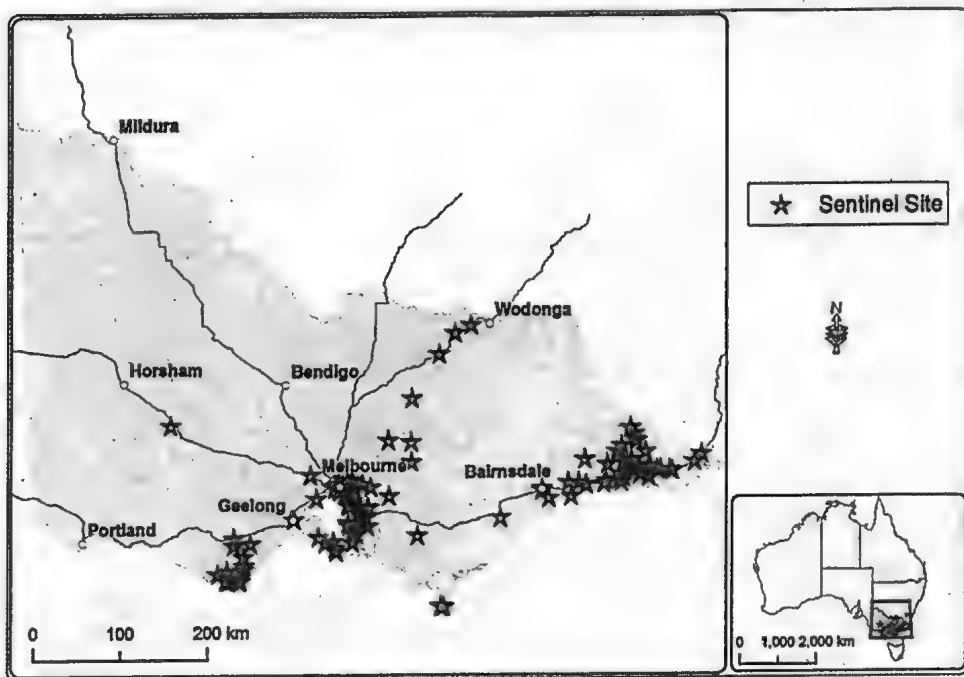 Mildura
Sentinel Site
N
Wodonga
Horsham
Bendigo
Melbourne
Bairnsdale
Geelong
Portland
0 100 200 km
0 1,000 2,000 km